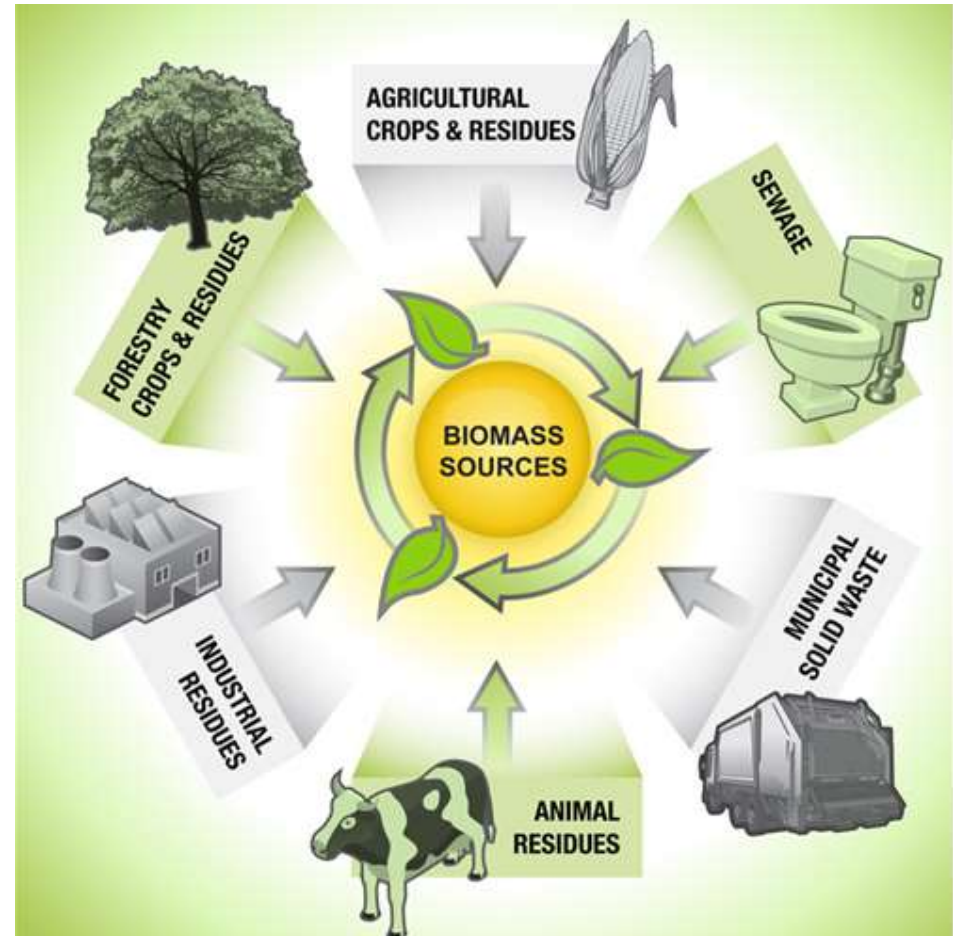 AGRICULTURAL
CROPS & RESIDUES
SEWAGE
FORESTRY
CROPS & RESIDUES
BIOMASS
SOURCES
MUNICIPAL
SOLID WASTE
INDUSTRIAL
RESIDUES
ANIMAL
RESIDUES